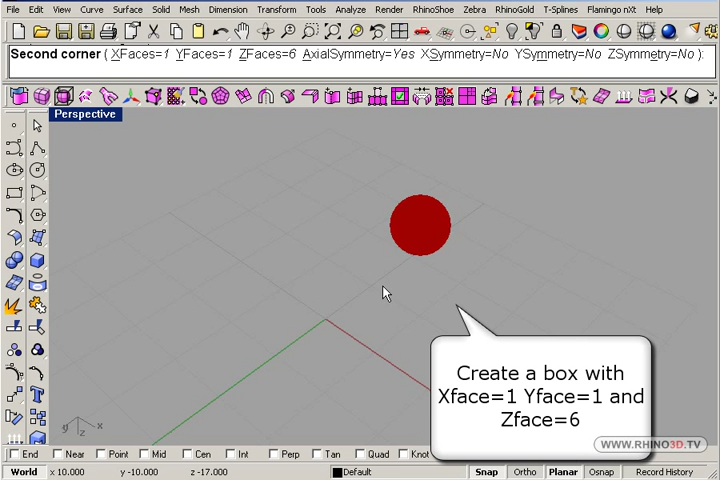 File Edit View Curve Surface Solid Mesh Dimension Transform Tools Analyze Render RhinoShoe Zebra RhinoGold T-Splines Flamingo nXt Help
Second corner ( XFaces=1 YFaces=1 ZFaces=6 AxialSymmetry=Yes XSymmetry=No YSymmetry=No ZSymmetry=No ):
Perspective
Create a box with
Xface=1 Yface=1 and
Zface=6
WWW.RHINO3D.TV
y x
z
End Near Point Mid Cen Int Perp Tan Quad Knot
World x 10.000 y -10.000 z -17.000 Default Snap Ortho Planar Osnap Record History